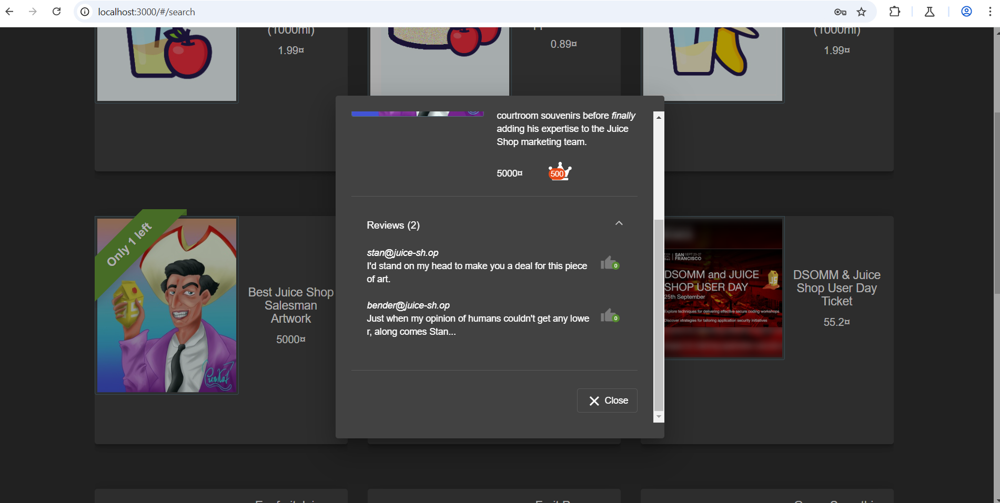 localhost:3000/#/search
(1000ml)
1.99¤
0.89¤
(1000ml)
1.99¤
courtroom souvenirs before finally
adding his expertise to the Juice
Shop marketing team.
5000¤
500
Reviews (2)
stan@juice-sh.op
I'd stand on my head to make you a deal for this piece
of art.
0
bender@juice-sh.op
Just when my opinion of humans couldn't get any lowe
r, along comes Stan...
0
Close
Only 1 left
Best Juice Shop
Salesman
Artwork
5000¤
SAN
FRANCISCO
SEPT 23-27
DSOMM and JUICE
SHOP USER DAY
25th September
Explore techniques for delivering effective secure coding workshops
Discover strategies for tailoring application security initiatives
DSOMM & Juice
Shop User Day
Ticket
55.2¤